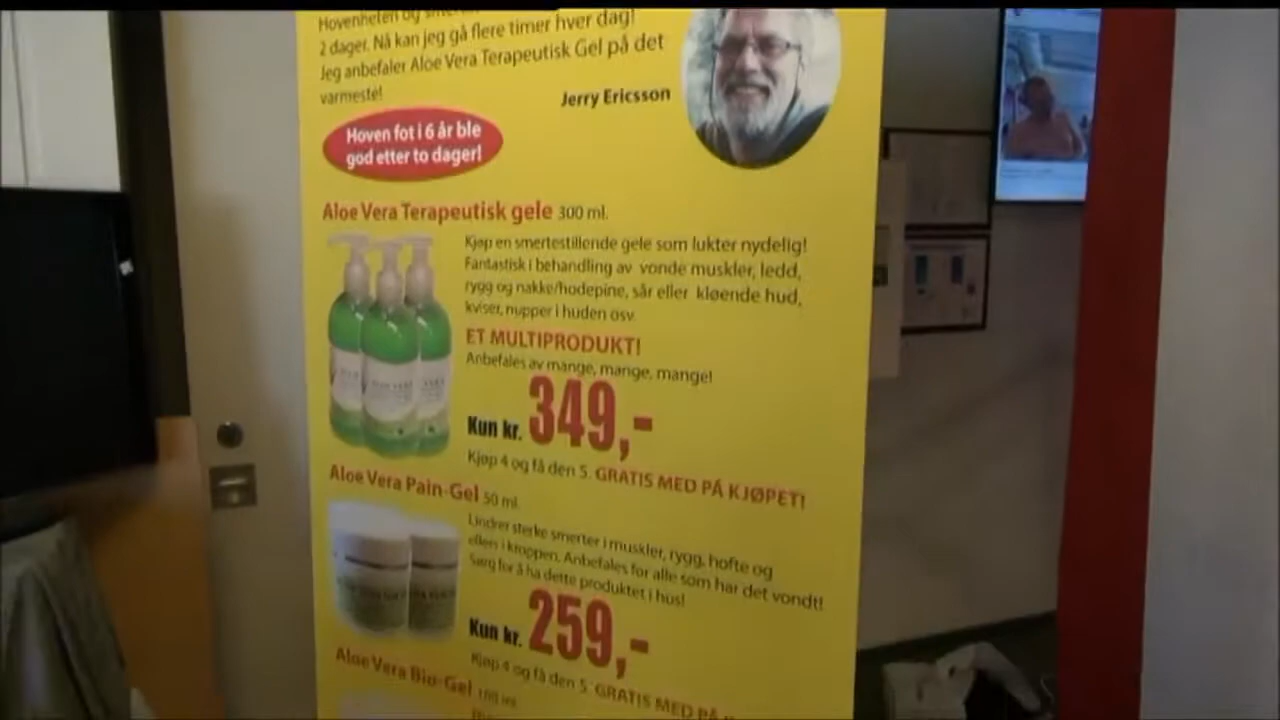 Hovenheten og
2 dager. Nå kan jeg gå flere timer hver dag!
Jeg anbefaler Aloe Vera Terapeutisk Gel på det
varmeste!
Jerry Ericsson
Hoven fot i 6 år ble
god etter to dager!
Aloe Vera Terapeutisk gele 300 ml.
Kjøp en smertestillende gele som lukter nydelig!
Fantastisk i behandling av vonde muskler, ledd,
rygg og nakke/hodepine, sår eller kløende hud,
kviser, nupper i huden osv.
ET MULTIPRODUKT!
Anbefales av mange, mange, mange!
Kun kr. 349,-
Kjøp 4 og få den 5. GRATIS MED PÅ KJØPET!
Aloe Vera Pain-Gel 50 ml.
Lindrer sterke smerter i muskler, rygg, hofte og
ellers i kroppen. Anbefales for alle som har det vondt!
Sørg for å ha dette produktet i hus!
Kun kr. 259,-
Kjøp 4 og få den 5. GRATIS MED PÅ
Aloe Vera Bio-Gel 100 ml.